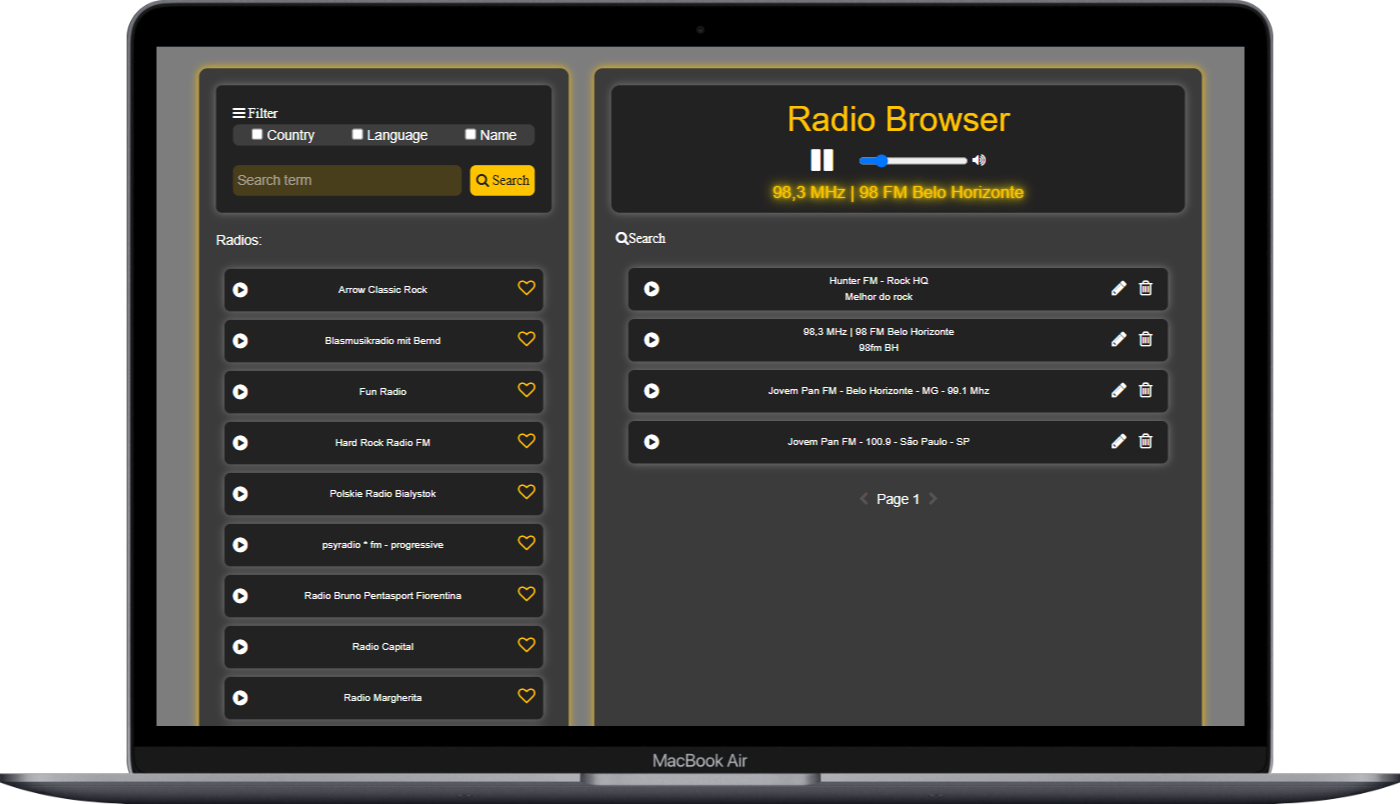 Filter
Country Language Name
Search term Search
Radios:
Arrow Classic Rock
Blasmusikradio mit Bernd
Fun Radio
Hard Rock Radio FM
Polskie Radio Bialystok
psyradio * fm - progressive
Radio Bruno Pentasport Fiorentina
Radio Capital
Radio Margherita
Radio Browser
98,3 MHz | 98 FM Belo Horizonte
Search
Hunter FM - Rock HQ
Melhor do rock
98,3 MHz | 98 FM Belo Horizonte
98fm BH
Jovem Pan FM - Belo Horizonte - MG - 99.1 Mhz
Jovem Pan FM - 100.9 - São Paulo - SP
Page 1
MacBook Air